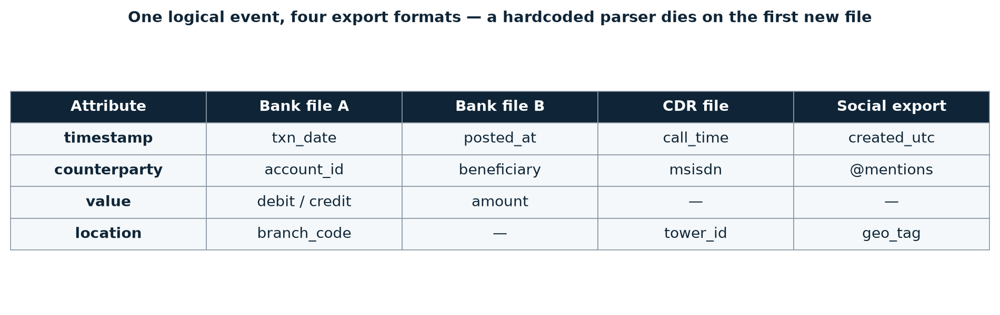 One logical event, four export formats — a hardcoded parser dies on the first new file
Attribute Bank file A Bank file B CDR file Social export
timestamp txn_date posted_at call_time created_utc
counterparty account_id beneficiary msisdn @mentions
value debit / credit amount — —
location branch_code — tower_id geo_tag